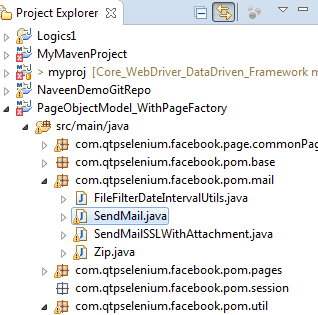 Project Explorer
Logics1
MyMavenProject
> myproj [Core_WebDriver_DataDriven_Framework m
NaveenDemoGitRepo
PageObjectModel_WithPageFactory
src/main/java
com.qtpselenium.facebook.page.commonPag
com.qtpselenium.facebook.pom.base
com.qtpselenium.facebook.pom.mail
FileFilterDateIntervalUtils.java
SendMail.java
SendMailSSLWithAttachment.java
Zip.java
com.qtpselenium.facebook.pom.pages
com.qtpselenium.facebook.pom.session
com.qtpselenium.facebook.pom.util